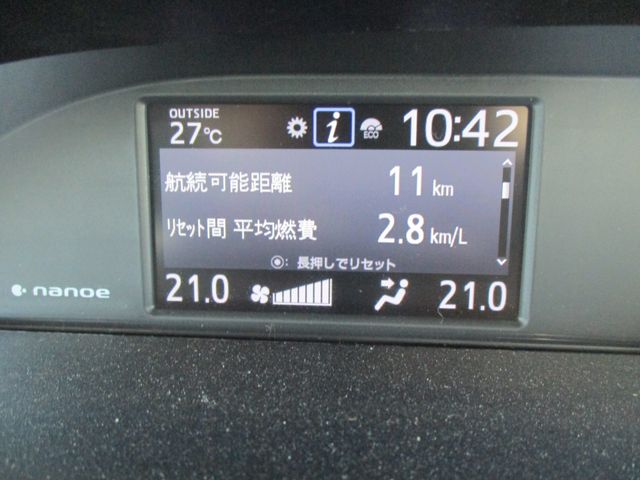 OUTSIDE
27℃
i
ECO
10:42
航続可能距離 11 km
ﾘｾｯﾄ間 平均燃費 2.8 km/L
◉: 長押しでリセット
21.0
21.0
nanoe